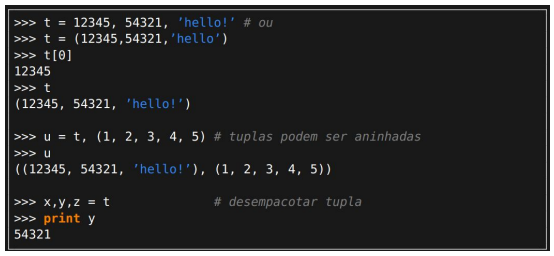 >>> t = 12345, 54321, ’hello!’ # ou
>>> t = (12345,54321,’hello’)
>>> t[0]
12345
>>> t
(12345, 54321, ’hello!’)
>>> u = t, (1, 2, 3, 4, 5) # tuplas podem ser aninhadas
>>> u
((12345, 54321, ’hello!’), (1, 2, 3, 4, 5))
>>> x,y,z = t # desempacotar tupla
>>> print y
54321